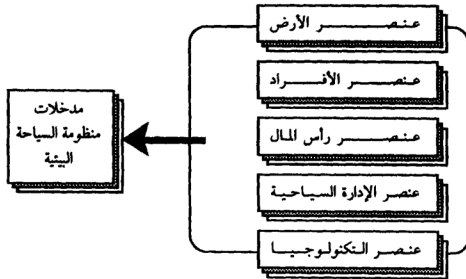 عنصر الأرض
عنصر الأفراد
عنصر رأس المال
عنصر الإدارة السياحية
عنصر التكنولوجيا
مدخلات
منظومة السياحة
البيئية